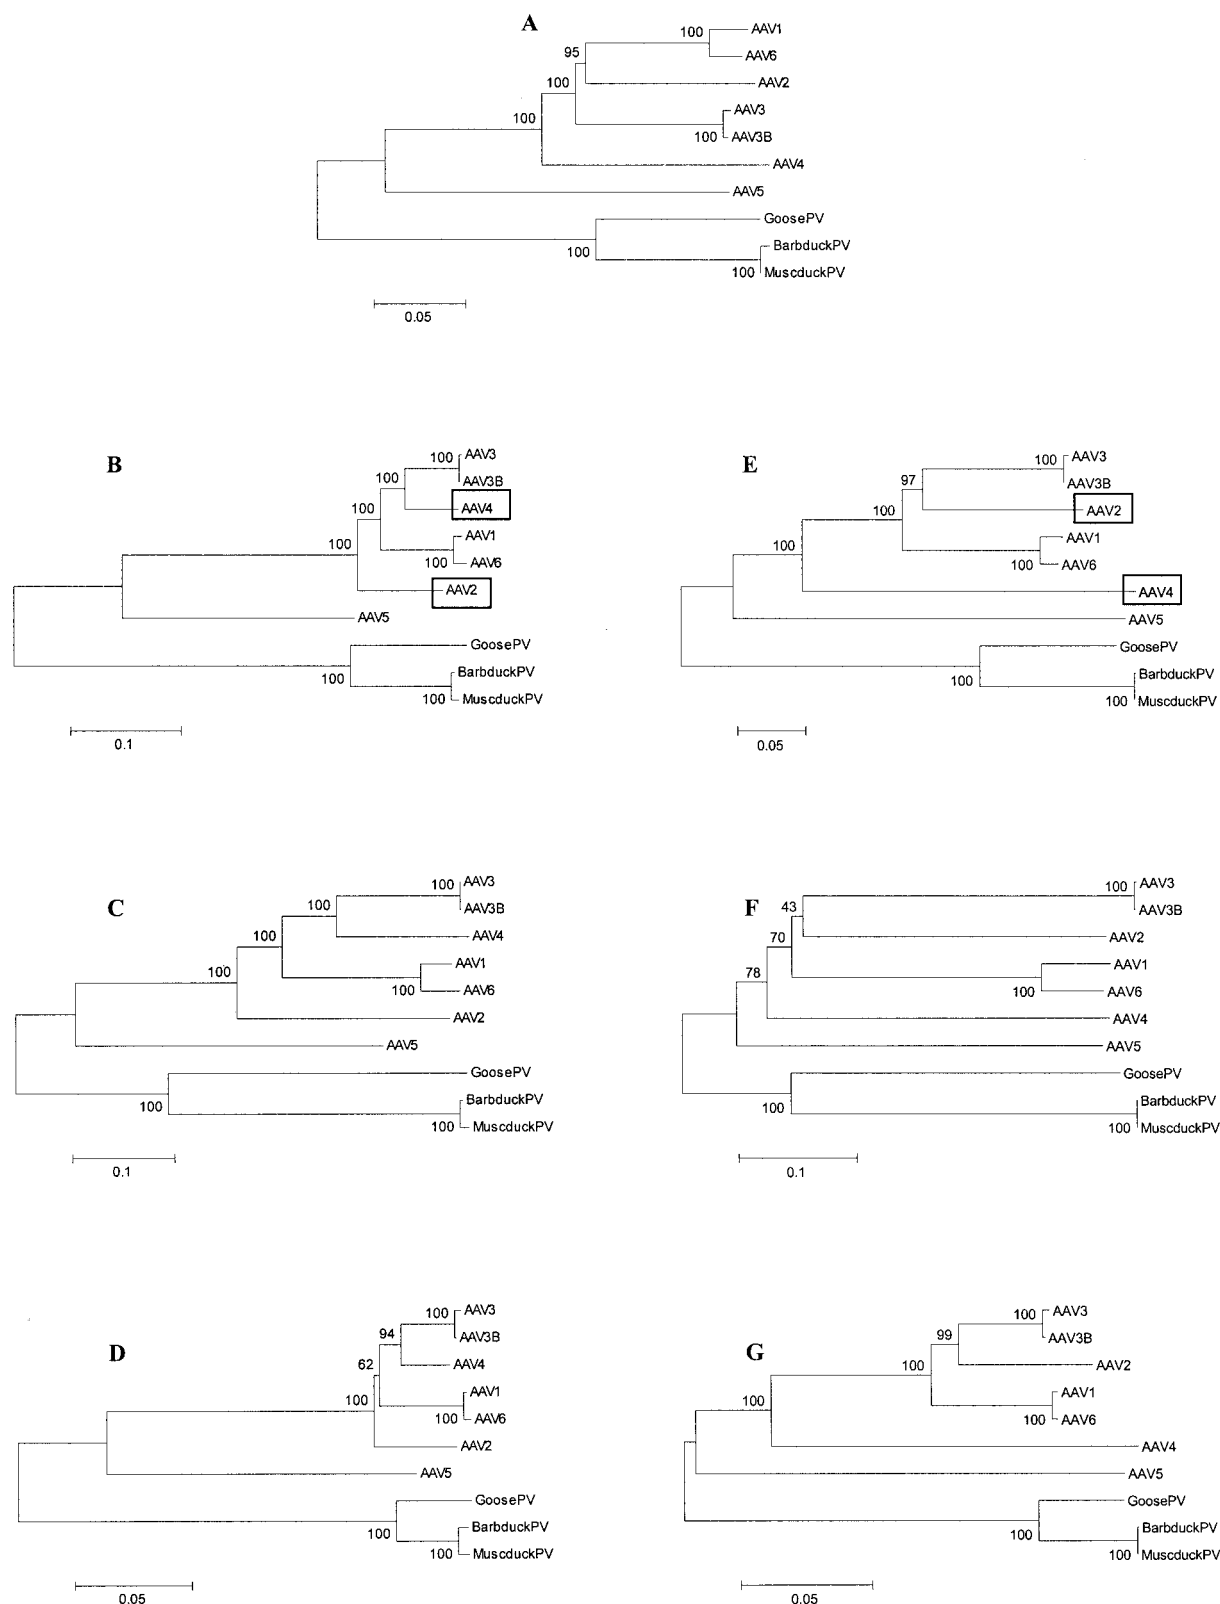 A
100 AAV1
95 AAV6
100 AAV2
100 AAV3
100 AAV3B
AAV4
AAV5
GoosePV
100 BarbduckPV
100 MuscduckPV
0.05
B
100 AAV3
100 AAV3B
100 AAV4
100 AAV1
100 AAV6
AAV2
AAV5
GoosePV
100 BarbduckPV
100 MuscduckPV
0.1
E
100 AAV3
97 AAV3B
100 AAV2
100 AAV1
100 AAV6
AAV4
AAV5
GoosePV
100 BarbduckPV
100 MuscduckPV
0.05
C
100 AAV3
100 AAV3B
100 AAV4
100 AAV1
100 AAV6
AAV2
AAV5
GoosePV
100 BarbduckPV
100 MuscduckPV
0.1
F
100 AAV3
43 AAV3B
70 AAV2
78 AAV1
100 AAV6
AAV4
AAV5
GoosePV
100 BarbduckPV
100 MuscduckPV
0.1
D
100 AAV3
94 AAV3B
62 AAV4
100 AAV1
100 AAV6
AAV2
AAV5
GoosePV
100 BarbduckPV
100 MuscduckPV
0.05
G
100 AAV3
99 AAV3B
100 AAV2
100 AAV1
100 AAV6
AAV4
AAV5
GoosePV
100 BarbduckPV
100 MuscduckPV
0.05